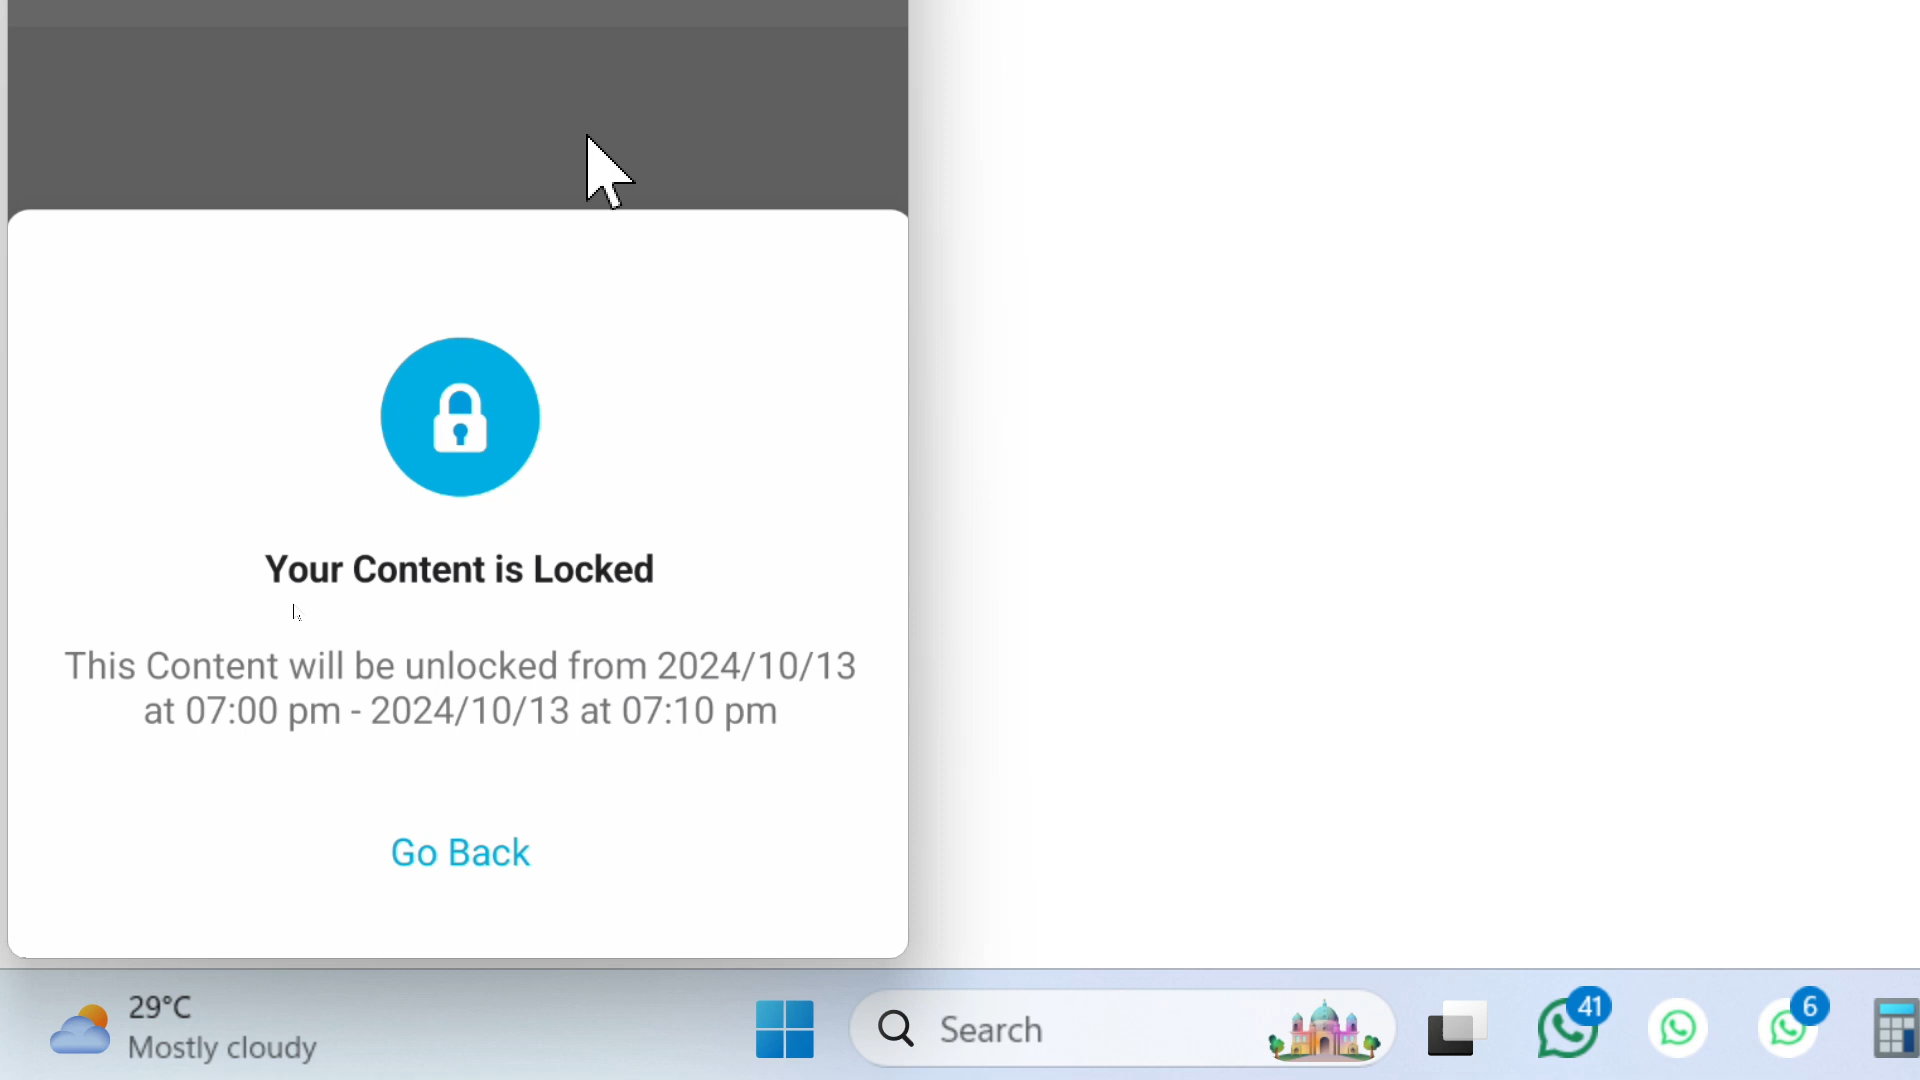 Your Content is Locked
This Content will be unlocked from 2024/10/13
at 07:00 pm - 2024/10/13 at 07:10 pm
Go Back
29°C
Mostly cloudy
Search
41
6